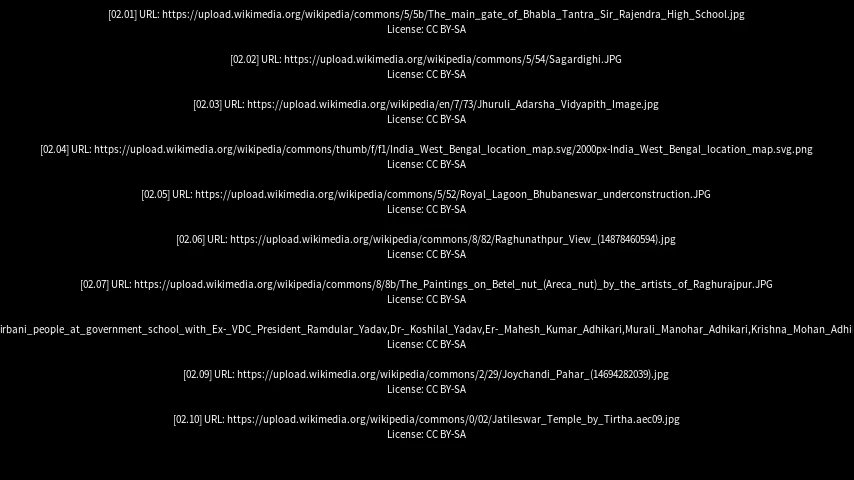 [02.01] URL: https://upload.wikimedia.org/wikipedia/commons/5/5b/The_main_gate_of_Bhabla_Tantra_Sir_Rajendra_High_School.jpg
License: CC BY-SA
[02.02] URL: https://upload.wikimedia.org/wikipedia/commons/5/54/Sagardighi.JPG
License: CC BY-SA
[02.03] URL: https://upload.wikimedia.org/wikipedia/en/7/73/Jhuruli_Adarsha_Vidyapith_Image.jpg
License: CC BY-SA
[02.04] URL: https://upload.wikimedia.org/wikipedia/commons/thumb/f/f1/India_West_Bengal_location_map.svg/2000px-India_West_Bengal_location_map.svg.png
License: CC BY-SA
[02.05] URL: https://upload.wikimedia.org/wikipedia/commons/5/52/Royal_Lagoon_Bhubaneswar_underconstruction.JPG
License: CC BY-SA
[02.06] URL: https://upload.wikimedia.org/wikipedia/commons/8/82/Raghunathpur_View_(14878460594).jpg
License: CC BY-SA
[02.07] URL: https://upload.wikimedia.org/wikipedia/commons/8/8b/The_Paintings_on_Betel_nut_(Areca_nut)_by_the_artists_of_Raghurajpur.JPG
License: CC BY-SA
irbani_people_at_government_school_with_Ex-_VDC_President_Ramdular_Yadav,Dr-_Koshilal_Yadav,Er-_Mahesh_Kumar_Adhikari,Murali_Manohar_Adhikari,Krishna_Mohan_Adhi
License: CC BY-SA
[02.09] URL: https://upload.wikimedia.org/wikipedia/commons/2/29/Joychandi_Pahar_(14694282039).jpg
License: CC BY-SA
[02.10] URL: https://upload.wikimedia.org/wikipedia/commons/0/02/Jatileswar_Temple_by_Tirtha.aec09.jpg
License: CC BY-SA